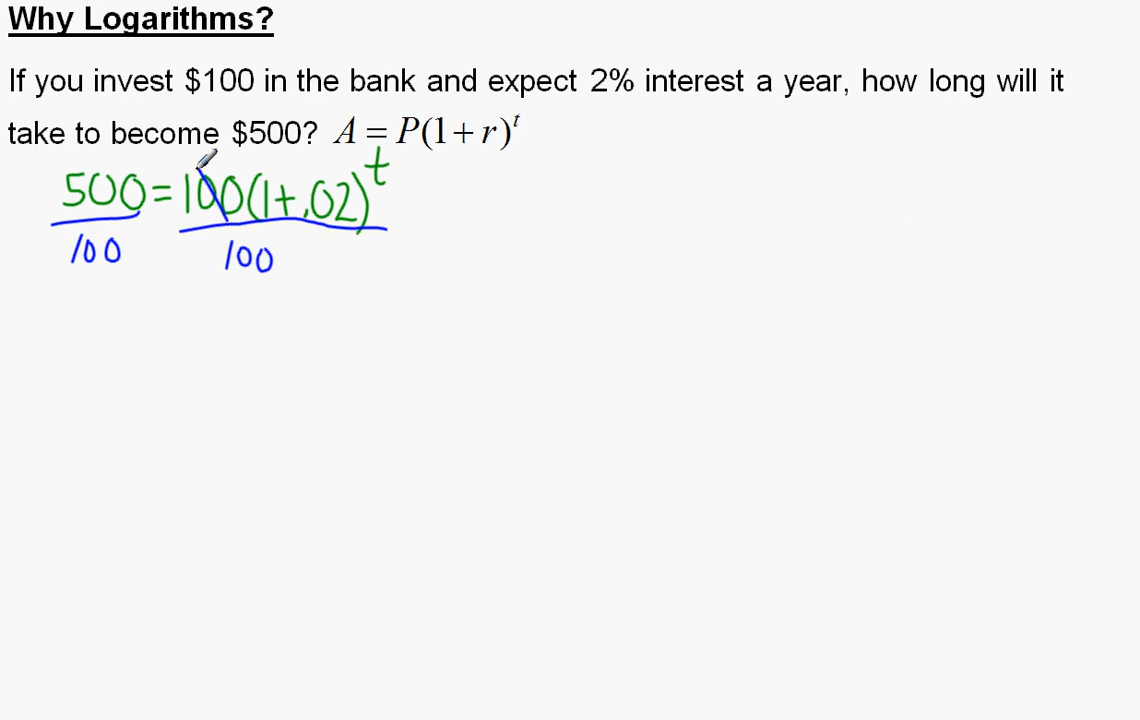 Why Logarithms?
If you invest $100 in the bank and expect 2% interest a year, how long will it
take to become $500? A = P(1 + r)^t
500 = 100(1+.02)^t
100 100